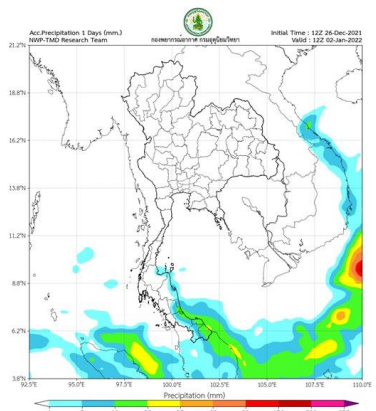 Acc.Precipitation 1 Days (mm.)
NWP-TMD Research Team
กองพยากรณ์อากาศ กรมอุตุนิยมวิทยา
Initial Time : 12Z 26-Dec-2021
Valid : 12Z 02-Jan-2022
21.2°N
18.8°N
16.2°N
13.8°N
11.2°N
8.8°N
6.2°N
3.8°N
92.5°E 95.0°E 97.5°E 100.0°E 102.5°E 105.0°E 107.5°E 110.0°E
Precipitation (mm)